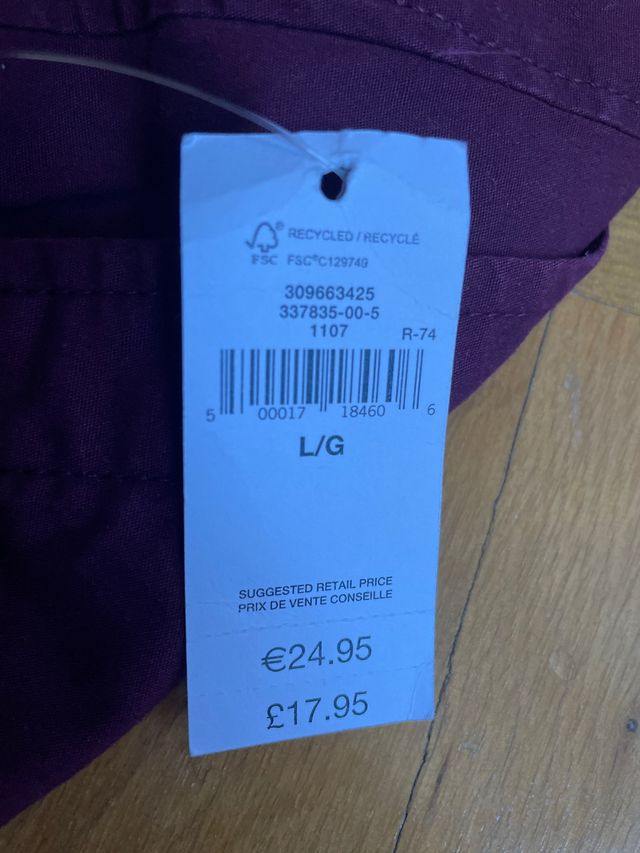 RECYCLED / RECYCLÉ
FSC FSC®C129749
309663425
337835-00-5
1107 R-74
5 00017 18460 6
L/G
SUGGESTED RETAIL PRICE
PRIX DE VENTE CONSEILLE
€24.95
£17.95